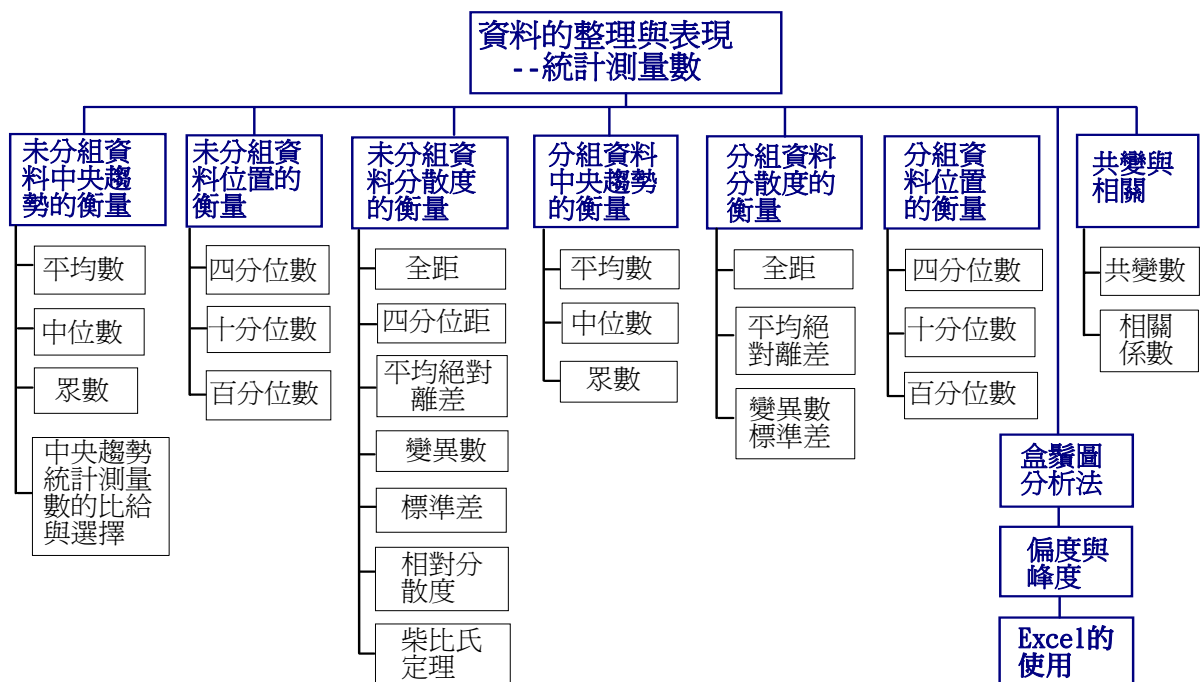 資料的整理與表現
--統計測量數
未分組資
料中央趨
勢的衡量
平均數
中位數
眾數
中央趨勢
統計測量
數的比給
與選擇
未分組資
料位置的
衡量
四分位數
十分位數
百分位數
未分組資
料分散度
的衡量
全距
四分位距
平均絕對
離差
變異數
標準差
相對分
散度
柴比氏
定理
分組資料
中央趨勢
的衡量
平均數
中位數
眾數
分組資料
分散度的
衡量
全距
平均絕
對離差
變異數
標準差
分組資
料位置
的衡量
四分位數
十分位數
百分位數
盒鬚圖
分析法
偏度與
峰度
Excel的
使用
共變與
相關
共變數
相關
係數